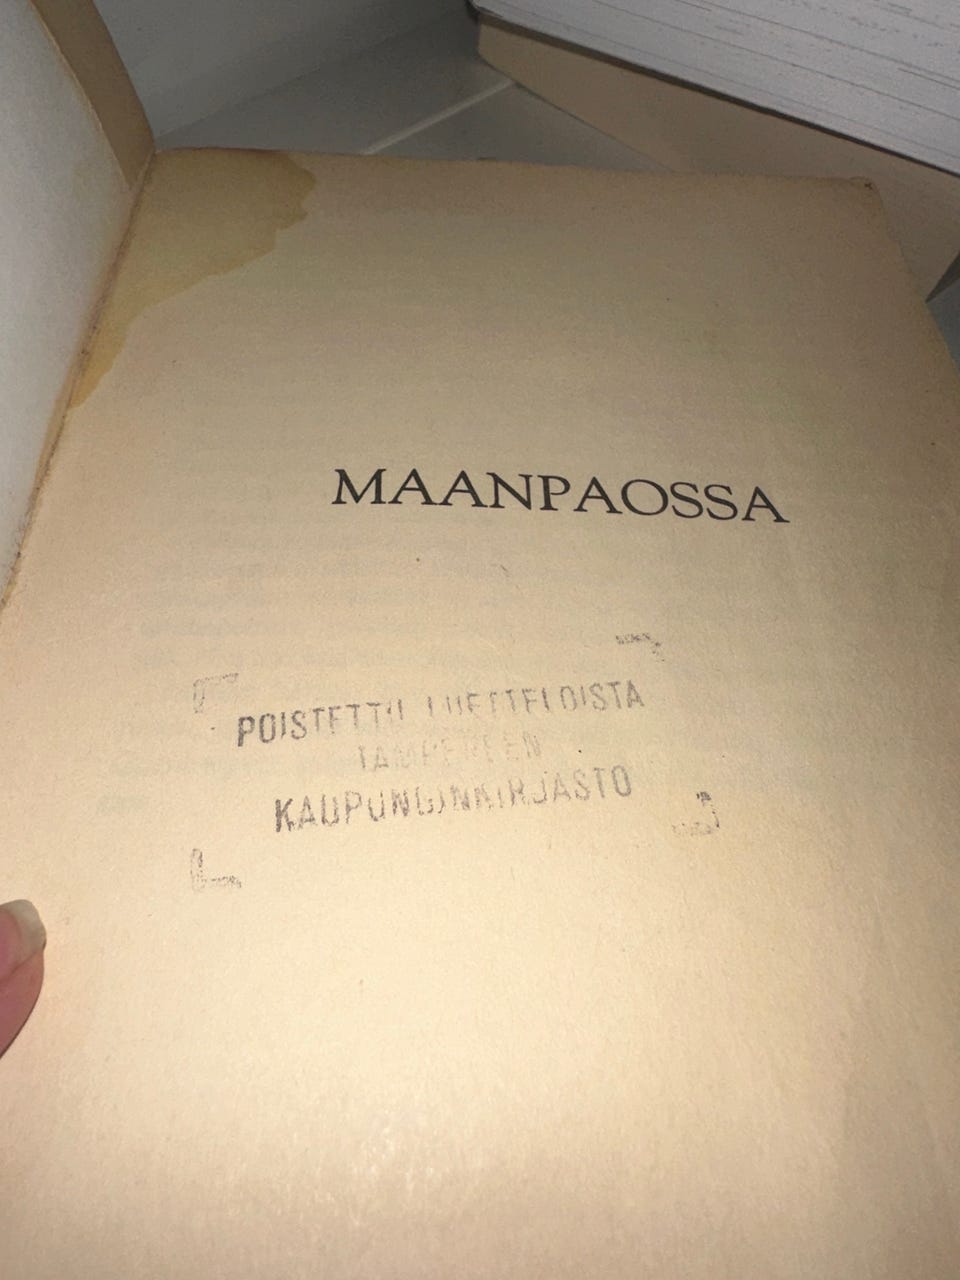 MAANPAOSSA
POISTETTU LUETTELOISTA
TAMPEREEN
KAUPUNGINKIRJASTO